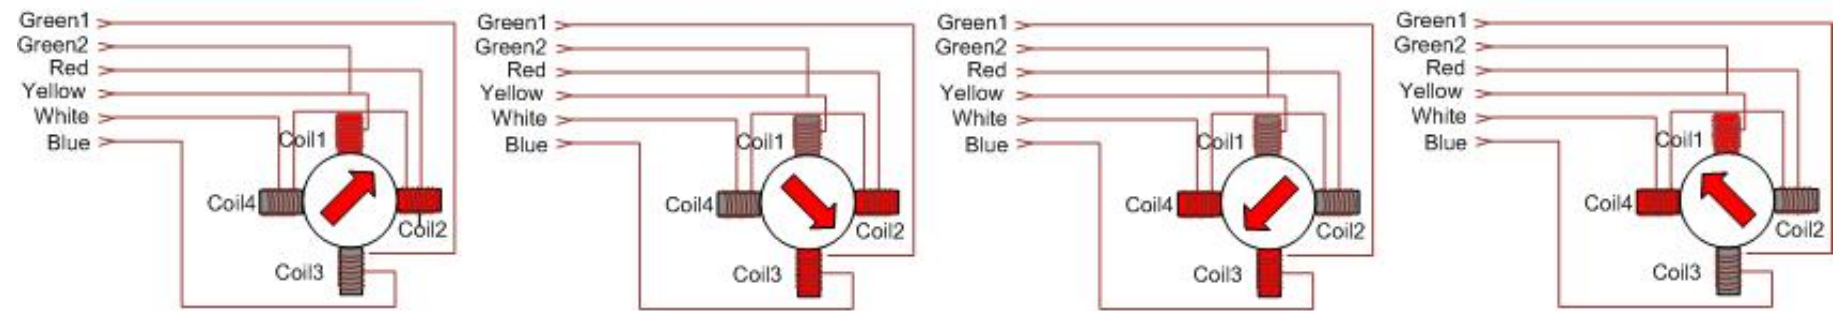 Green1
Green2
Red
Yellow
White
Blue
Coil1
Coil4
Coil2
Coil3
Green1
Green2
Red
Yellow
White
Blue
Coil1
Coil4
Coil2
Coil3
Green1
Green2
Red
Yellow
White
Blue
Coil1
Coil4
Coil2
Coil3
Green1
Green2
Red
Yellow
White
Blue
Coil1
Coil4
Coil2
Coil3